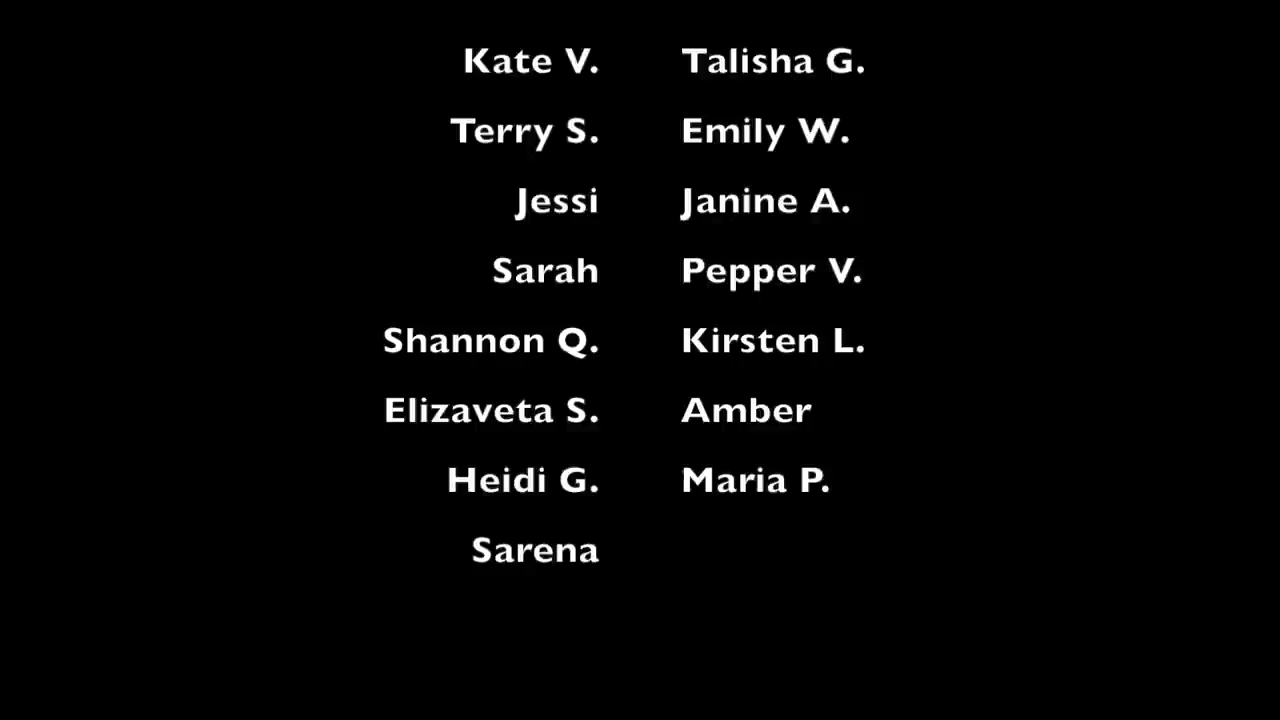 Kate V. Talisha G.
Terry S. Emily W.
Jessi Janine A.
Sarah Pepper V.
Shannon Q. Kirsten L.
Elizaveta S. Amber
Heidi G. Maria P.
Sarena